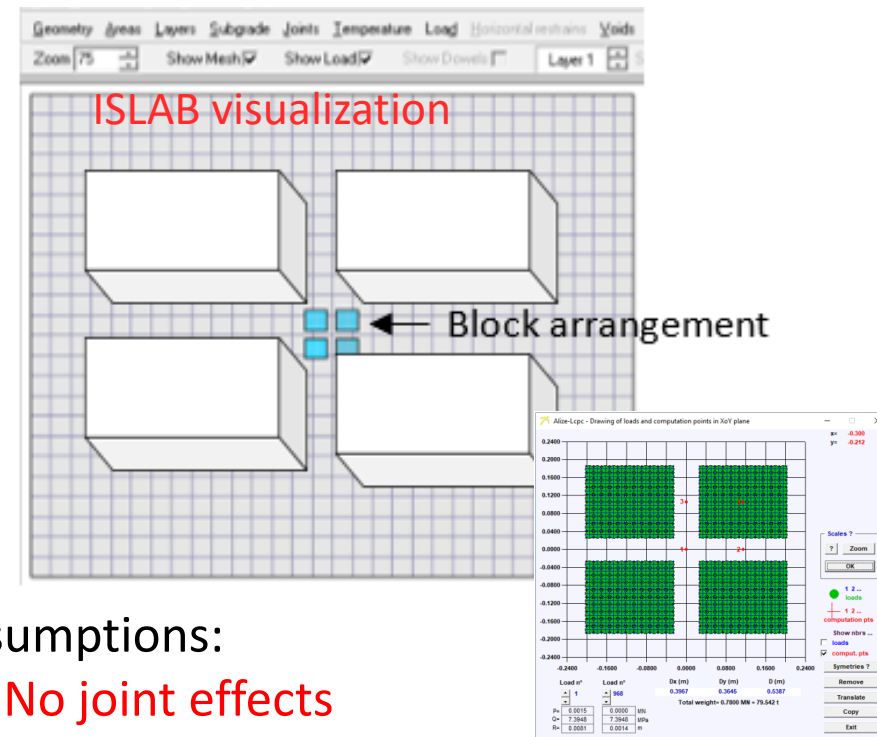 Geometry Areas Layers Subgrade Joints Temperature Load Horizontal restrains Voids
Zoom 75 Show Mesh Show Load Show Dowels Layer 1 S
ISLAB visualization
Block arrangement
Alize-Lcpc - Drawing of loads and computation points in XoY plane
x= -0.300
y= -0.212
0.2400
0.2000
0.1600
0.1200
0.0800
0.0400
0.0000
-0.0400
-0.0800
-0.1200
-0.1600
-0.2000
-0.2400
-0.2400 -0.1600 -0.0800 0.0000 0.0800 0.1600 0.2400
3
1 2
Scales ?
? Zoom
OK
1 2 ...
loads
1 2 ...
computation pts
Show nbrs ...
loads
comput. pts
Symetries ?
Remove
Translate
Copy
Exit
Load n° Load n° Dx (m) Dy (m) D (m)
1 968 0.3967 0.3645 0.5387
Total weight= 0.7800 MN = 79.542 t
P= 0.0015 0.0000 MN
Q= 7.3948 7.3948 MPa
R= 0.0081 0.0014 m
sumptions:
No joint effects